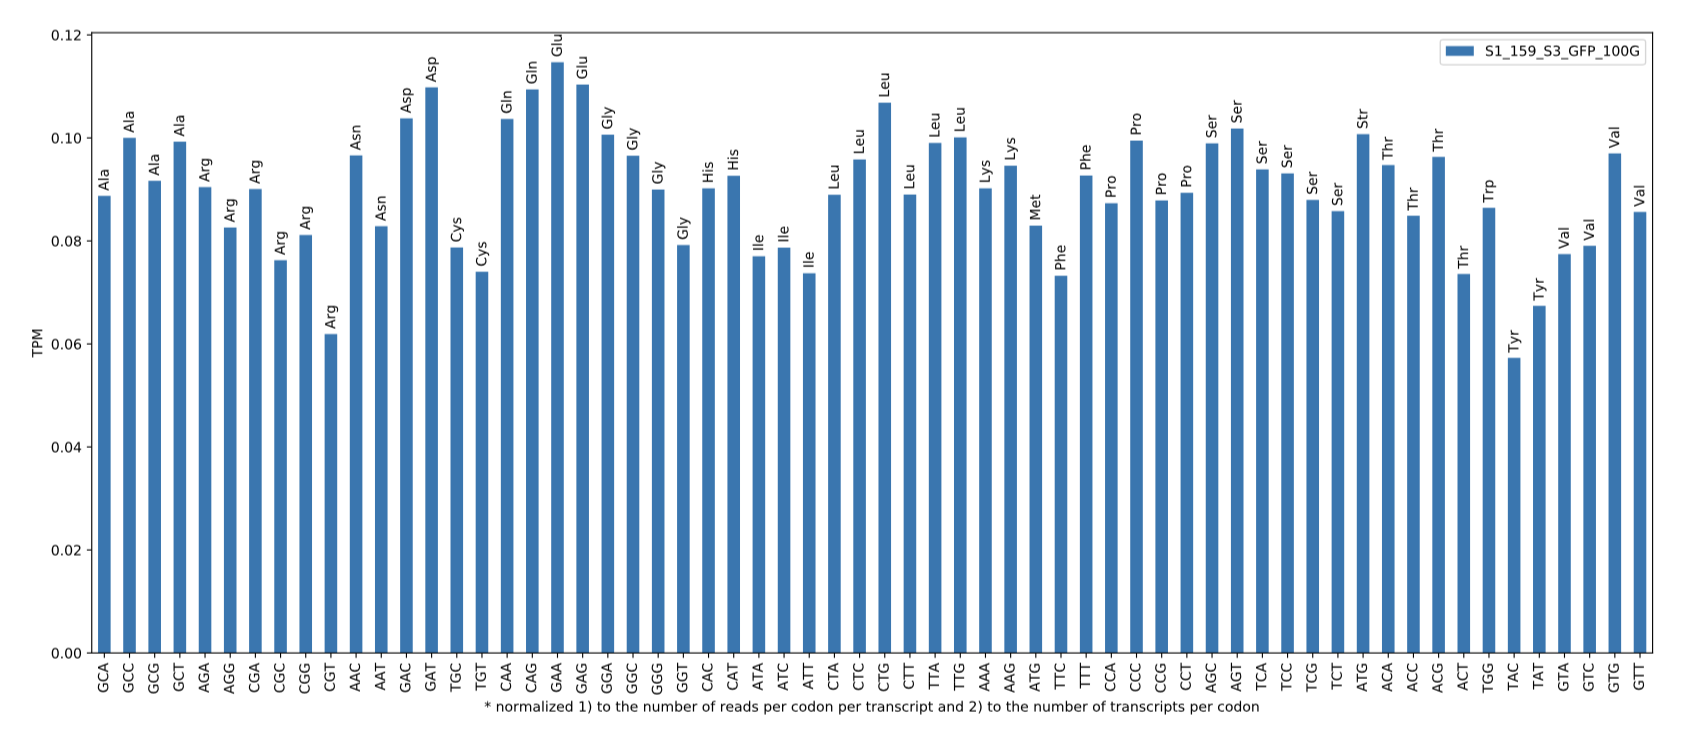 S1_159_S3_GFP_100G
TPM
0.12
0.10
0.08
0.06
0.04
0.02
0.00
Ala Ala Ala Ala Arg Arg Arg Arg Arg Arg Asn Asn Asp Asp Cys Cys Gln Gln Glu Glu Gly Gly Gly Gly His His Ile Ile Ile Leu Leu Leu Leu Leu Leu Lys Lys Met Phe Phe Pro Pro Pro Pro Ser Ser Ser Ser Ser Ser Str Thr Thr Thr Thr Trp Tyr Tyr Val Val Val Val
GCA GCC GCG GCT AGA AGG CGA CGC CGG CGT AAC AAT GAC GAT TGC TGT CAA CAG GAA GAG GGA GGC GGG GGT CAC CAT ATA ATC ATT CTA CTC CTG CTT TTA TTG AAA AAG ATG TTC TTT CCA CCC CCG CCT AGC AGT TCA TCC TCG TCT ATG ACA ACC ACG ACT TGG TAC TAT GTA GTC GTG GTT
* normalized 1) to the number of reads per codon per transcript and 2) to the number of transcripts per codon